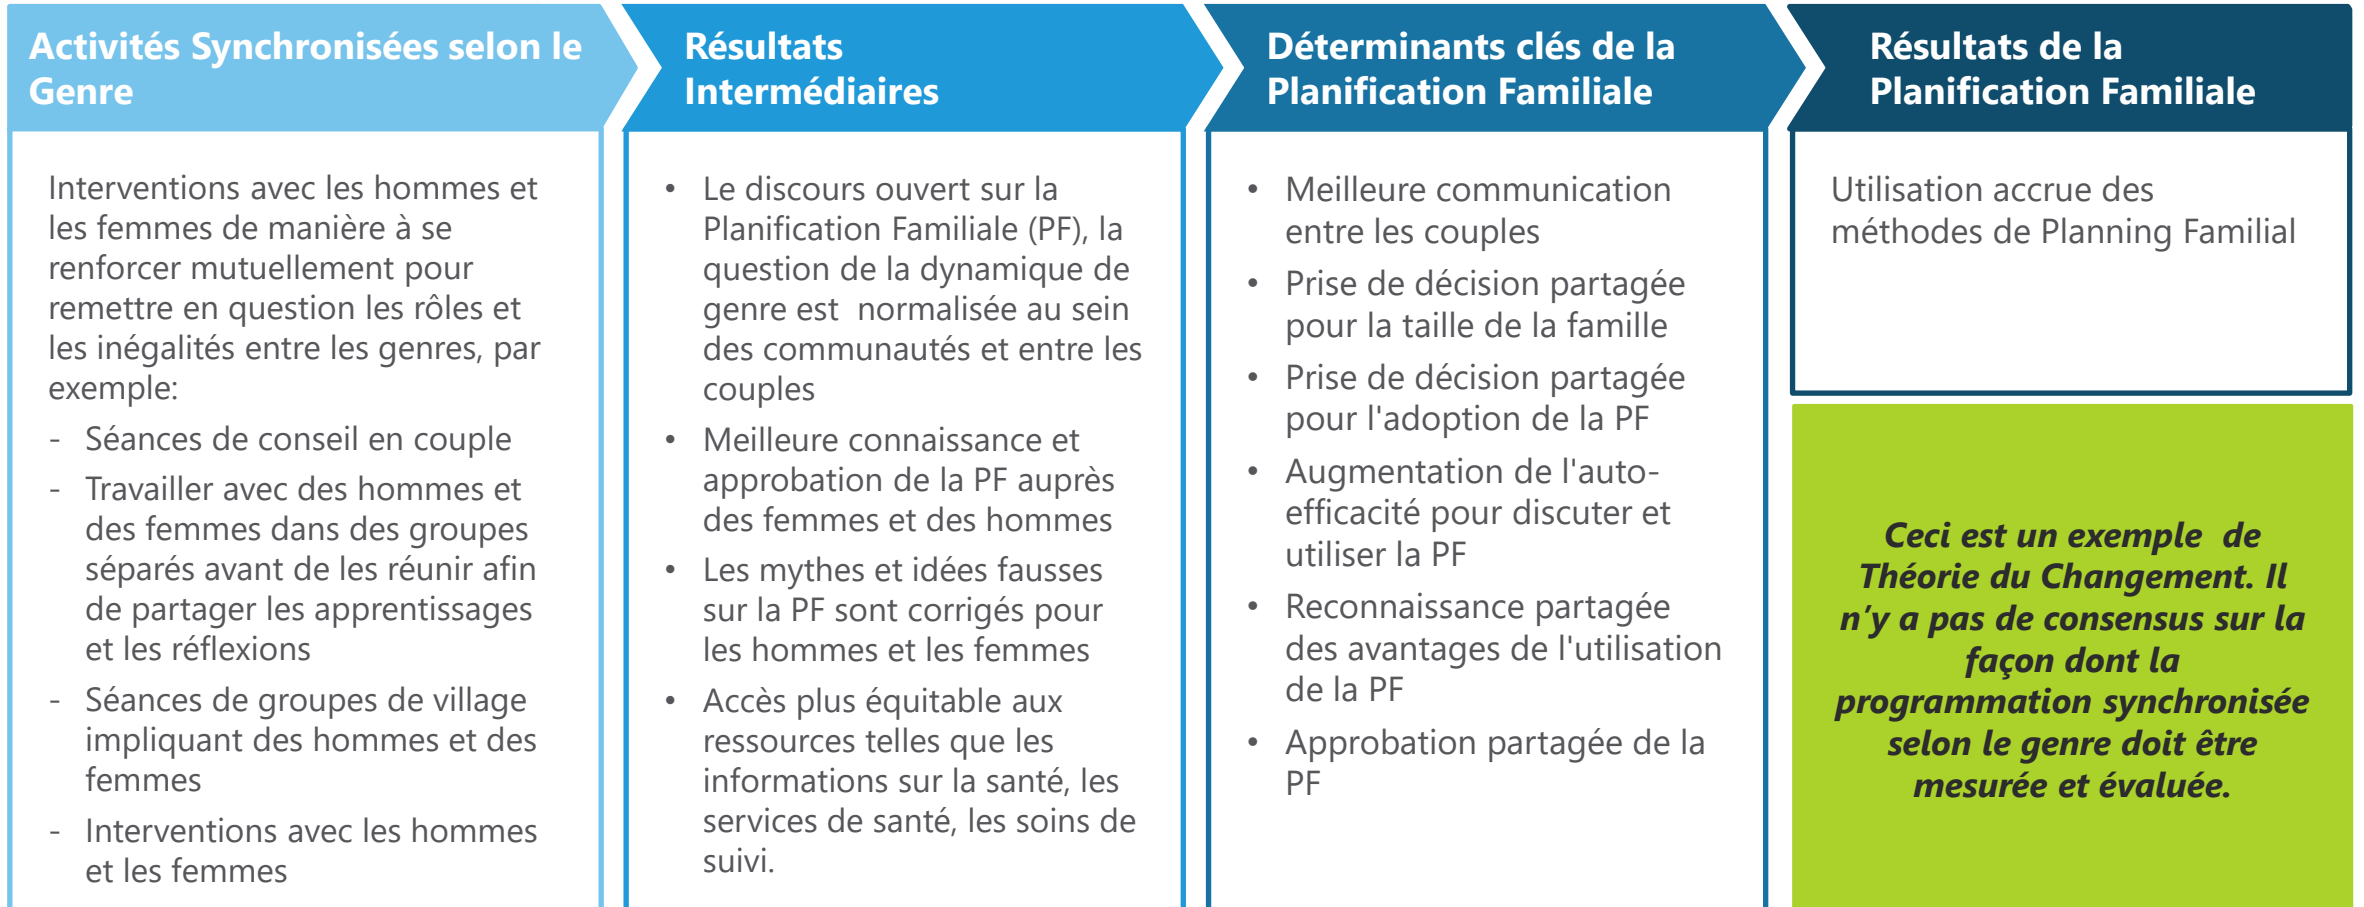 Activités Synchronisées selon le
Genre
Interventions avec les hommes et
les femmes de manière à se
renforcer mutuellement pour
remettre en question les rôles et
les inégalités entre les genres, par
exemple:
- Séances de conseil en couple
- Travailler avec des hommes et
des femmes dans des groupes
séparés avant de les réunir afin
de partager les apprentissages
et les réflexions
- Séances de groupes de village
impliquant des hommes et des
femmes
- Interventions avec les hommes
et les femmes
Résultats
Intermédiaires
• Le discours ouvert sur la
Planification Familiale (PF), la
question de la dynamique de
genre est  normalisée au sein
des communautés et entre les
couples
• Meilleure connaissance et
approbation de la PF auprès
des femmes et des hommes
• Les mythes et idées fausses
sur la PF sont corrigés pour
les hommes et les femmes
• Accès plus équitable aux
ressources telles que les
informations sur la santé, les
services de santé, les soins de
suivi.
Déterminants clés de la
Planification Familiale
• Meilleure communication
entre les couples
• Prise de décision partagée
pour la taille de la famille
• Prise de décision partagée
pour l'adoption de la PF
• Augmentation de l'auto-
efficacité pour discuter et
utiliser la PF
• Reconnaissance partagée
des avantages de l'utilisation
de la PF
• Approbation partagée de la
PF
Résultats de la
Planification Familiale
Utilisation accrue des
méthodes de Planning Familial
Ceci est un exemple  de
Théorie du Changement. Il
n’y a pas de consensus sur la
façon dont la
programmation synchronisée
selon le genre doit être
mesurée et évaluée.